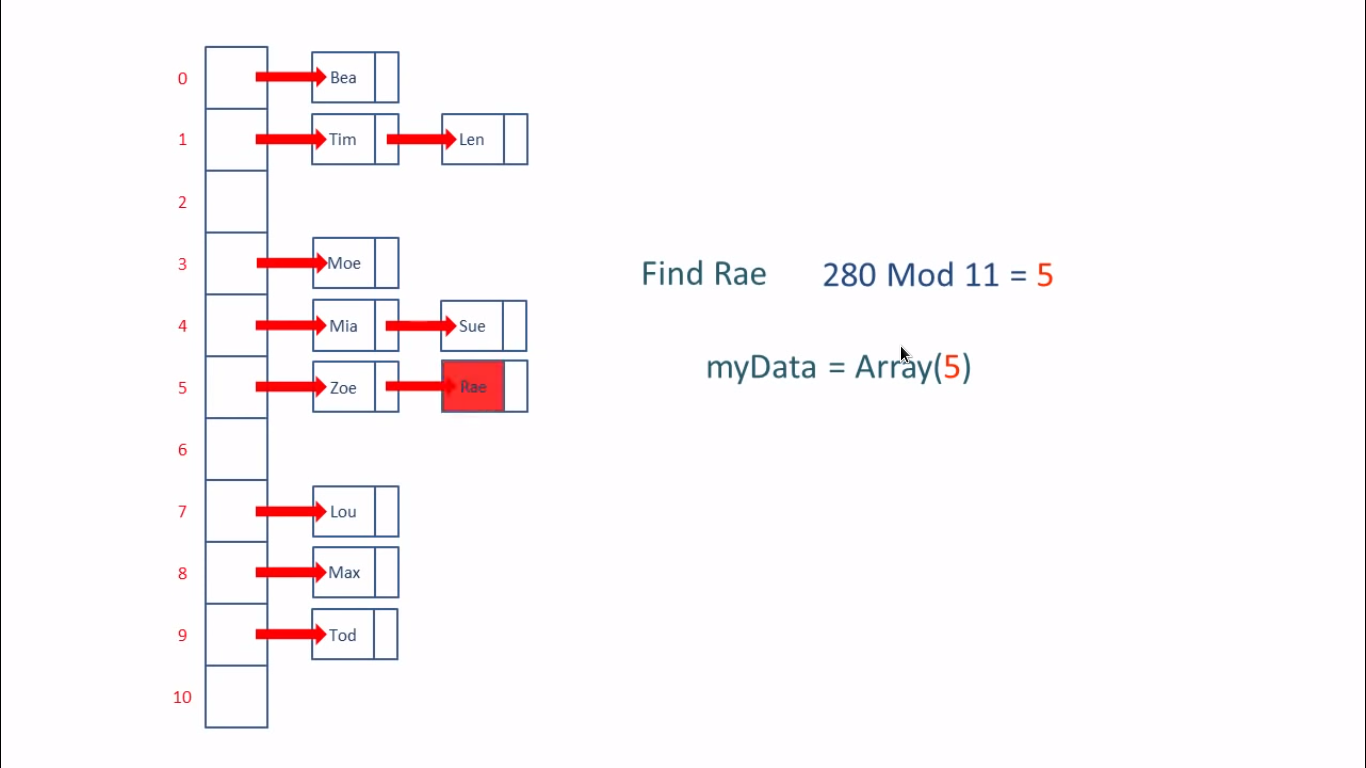 0 Bea
1 Tim Len
2
3 Moe
Find Rae 280 Mod 11 = 5
4 Mia Sue
myData = Array(5)
5 Zoe Rae
6
7 Lou
8 Max
9 Tod
10